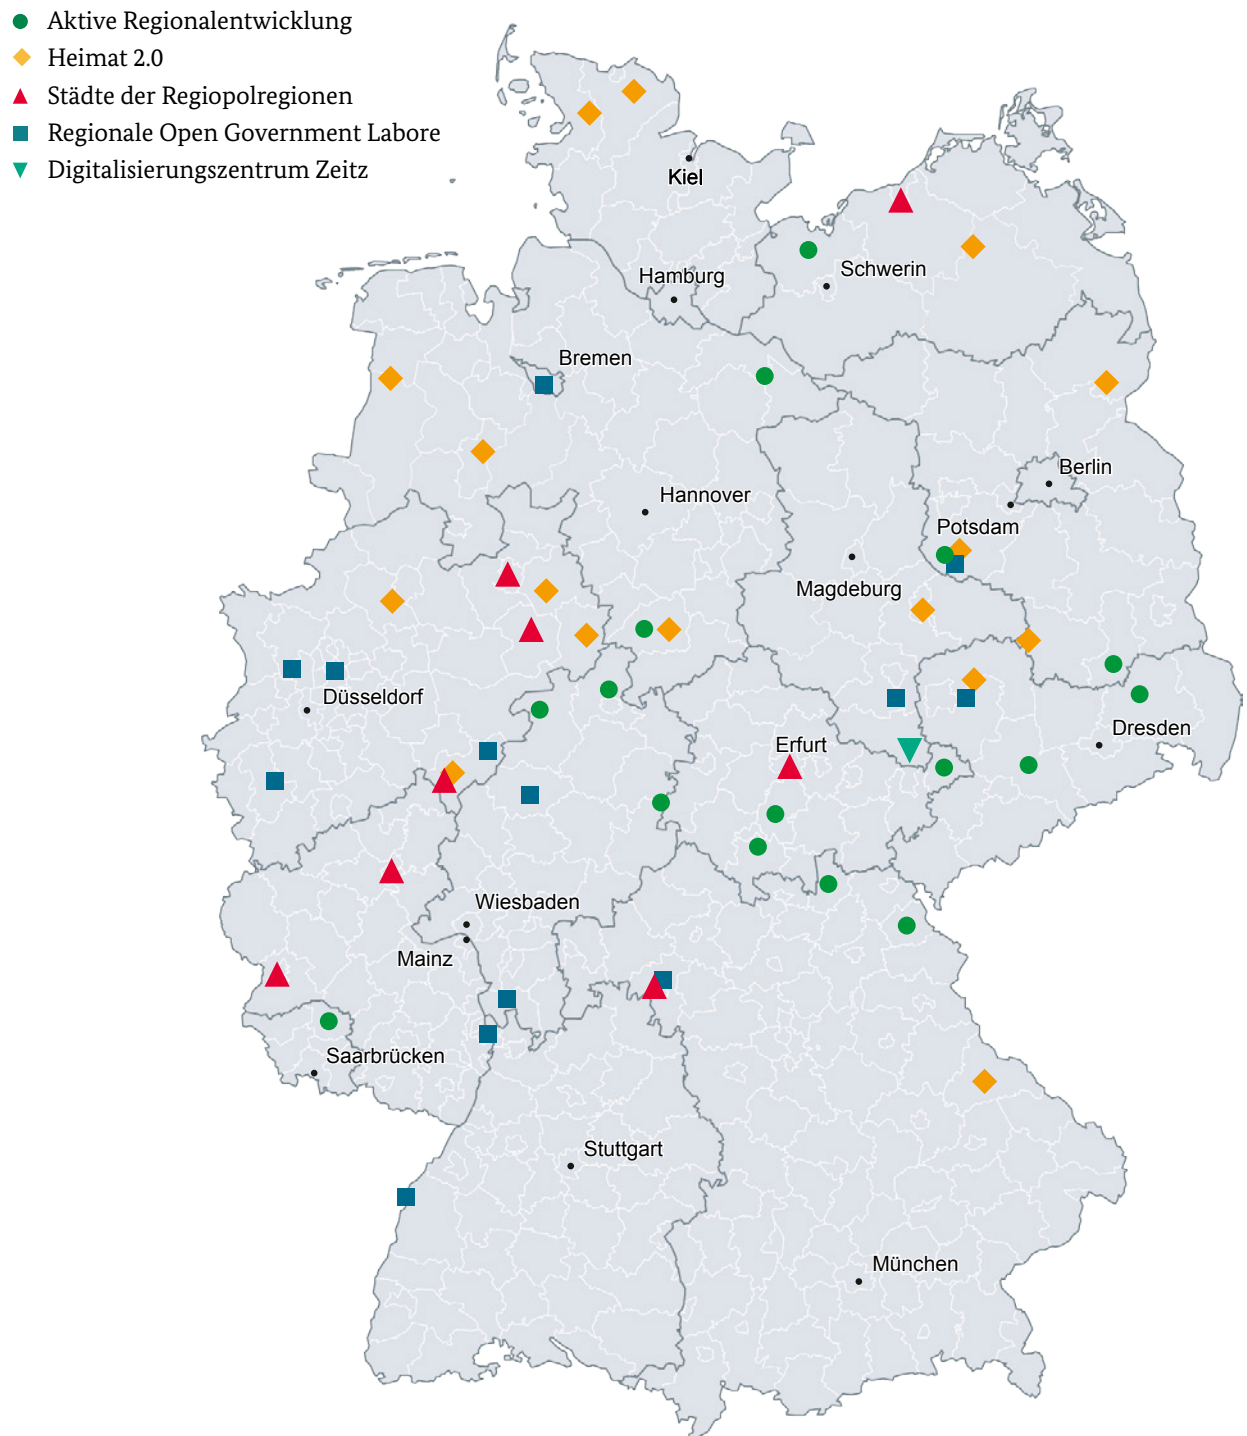 Aktive Regionalentwicklung
Heimat 2.0
Städte der Regiopolregionen
Regionale Open Government Labore
Digitalisierungszentrum Zeitz
Kiel
Schwerin
Hamburg
Bremen
Berlin
Hannover
Potsdam
Magdeburg
Düsseldorf
Dresden
Erfurt
Wiesbaden
Mainz
Saarbrücken
Stuttgart
München